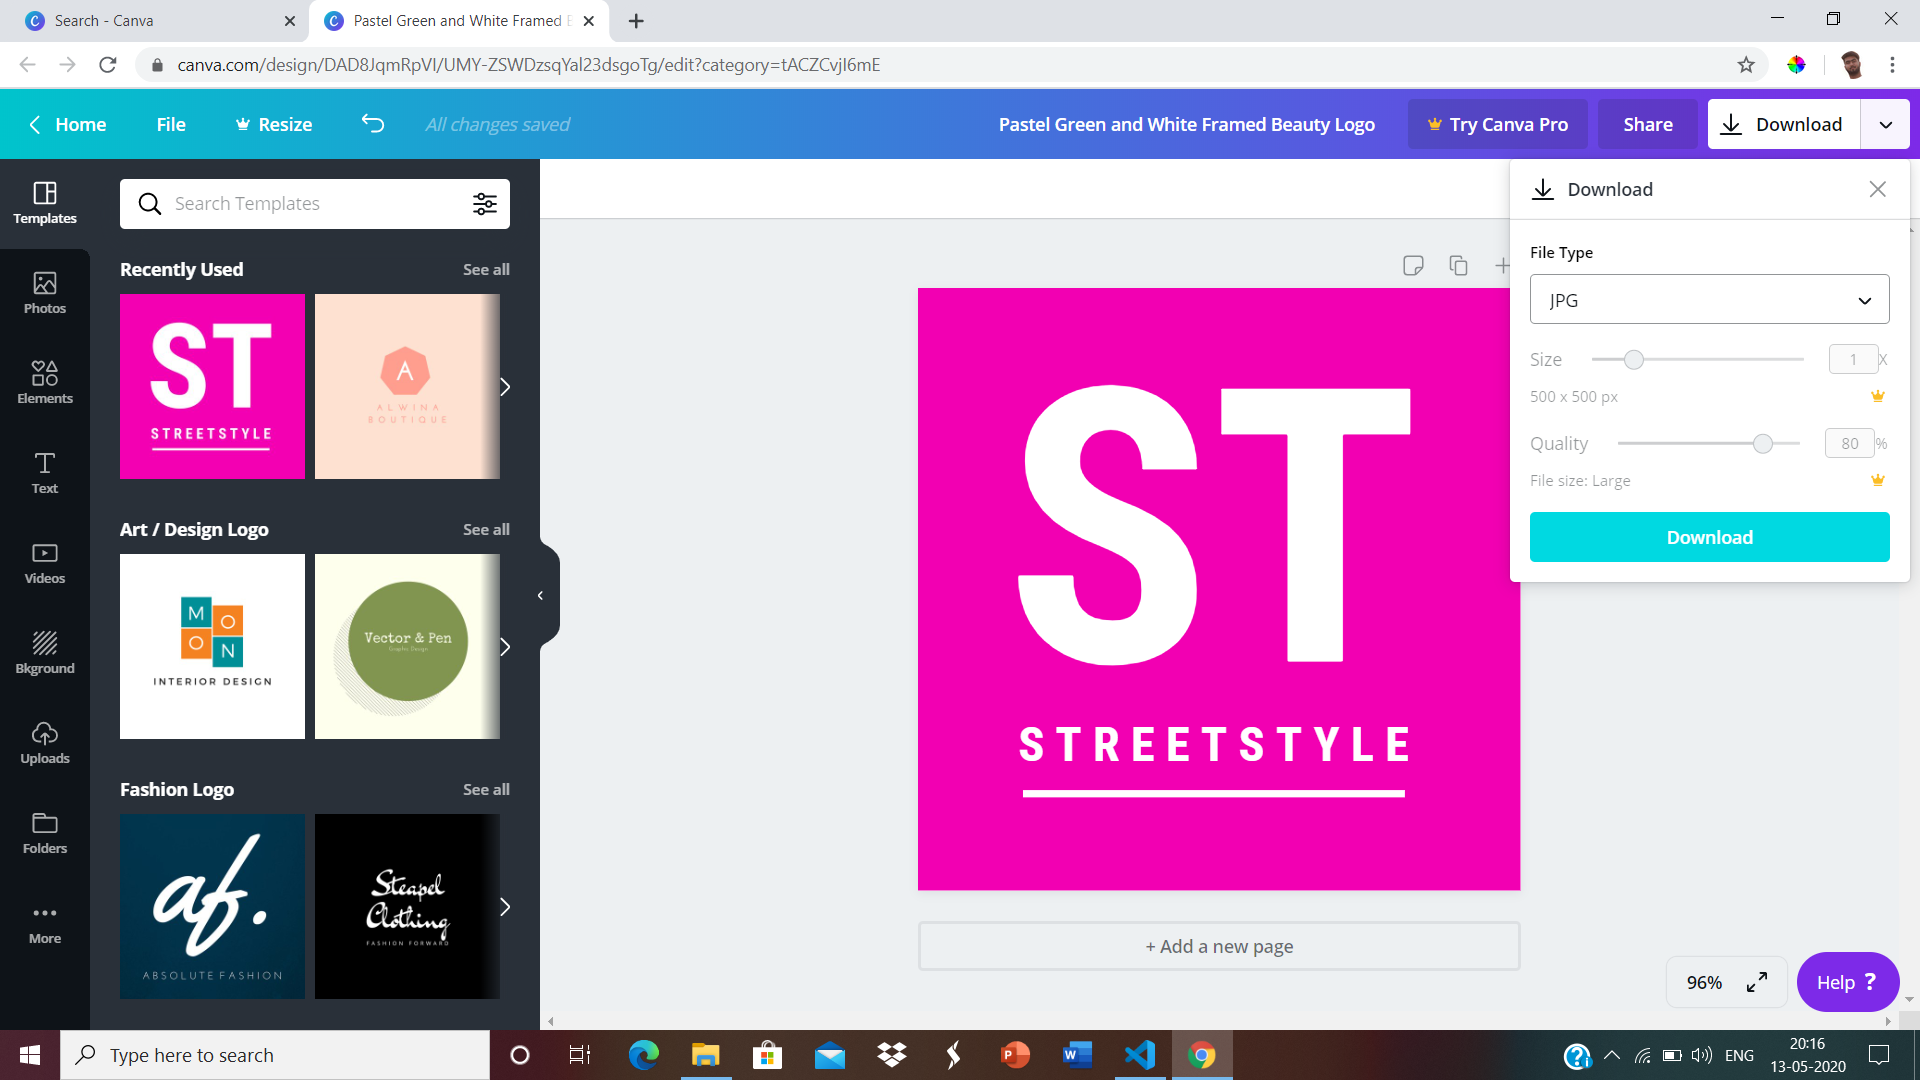 Search - Canva
Pastel Green and White Framed
canva.com/design/DAD8JqmRpVI/UMY-ZSWDzsqYal23dsgoTg/edit?category=tACZCvjI6mE
Home
File
Resize
All changes saved
Pastel Green and White Framed Beauty Logo
Try Canva Pro
Share
Download
Templates
Photos
Elements
Text
Videos
Bkground
Uploads
Folders
More
Search Templates
Recently Used
See all
ST
STREETSTYLE
A
ALWINA
BOUTIQUE
Art / Design Logo
See all
M
O
O
N
INTERIOR DESIGN
Vector & Pen
Graphic Design
Fashion Logo
See all
af.
ABSOLUTE FASHION
Steapel
Clothing
FASHION FORWARD
ST
STREETSTYLE
+ Add a new page
Download
File Type
JPG
Size
1
X
500 x 500 px
Quality
80
%
File size: Large
Download
96%
Help ?
Type here to search
ENG
20:16
13-05-2020